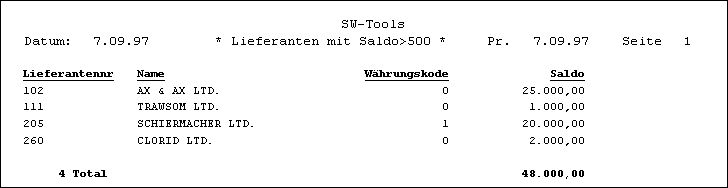 SW-Tools
Datum: 7.09.97 * Lieferanten mit Saldo>500 * Pr. 7.09.97 Seite 1
Lieferantennr Name Währungskode Saldo
102 AX & AX LTD. 0 25.000,00
111 TRAWSOM LTD. 0 1.000,00
205 SCHIERMACHER LTD. 1 20.000,00
260 CLORID LTD. 0 2.000,00
4 Total 48.000,00